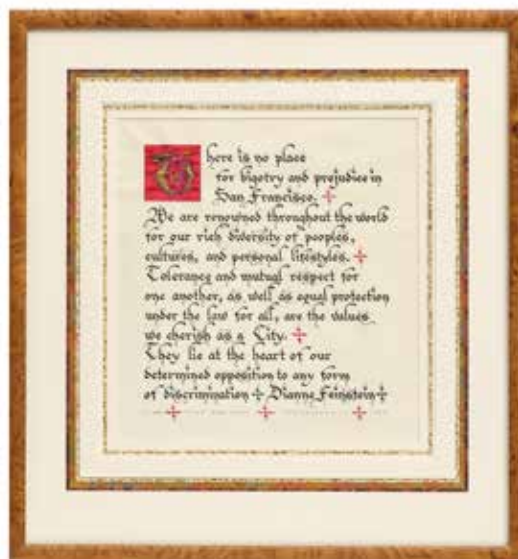 There is no place
for bigotry and prejudice in
San Francisco.
We are renowned throughout the world
for our rich diversity of peoples,
cultures, and personal lifestyles.
Tolerance and mutual respect for
one another, as well as equal protection
under the law for all, are the values
we cherish as a City.
They lie at the heart of our
determined opposition to any form
of discrimination Dianne Feinstein